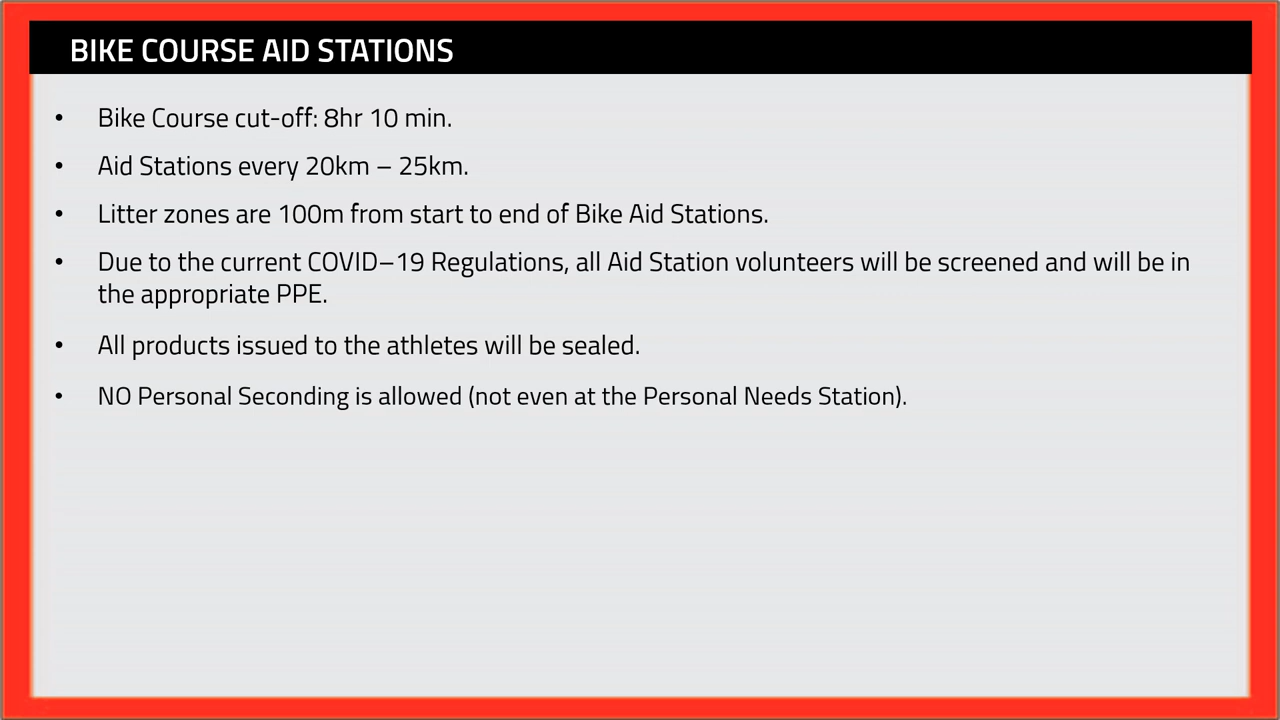 BIKE COURSE AID STATIONS
• Bike Course cut-off: 8hr 10 min.
• Aid Stations every 20km – 25km.
• Litter zones are 100m from start to end of Bike Aid Stations.
• Due to the current COVID–19 Regulations, all Aid Station volunteers will be screened and will be in
the appropriate PPE.
• All products issued to the athletes will be sealed.
• NO Personal Seconding is allowed (not even at the Personal Needs Station).